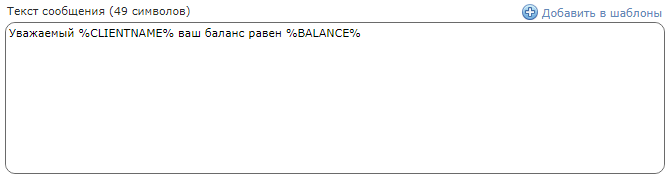 Текст сообщения (49 символов)
Добавить в шаблоны
Уважаемый %CLIENTNAME% ваш баланс равен %BALANCE%